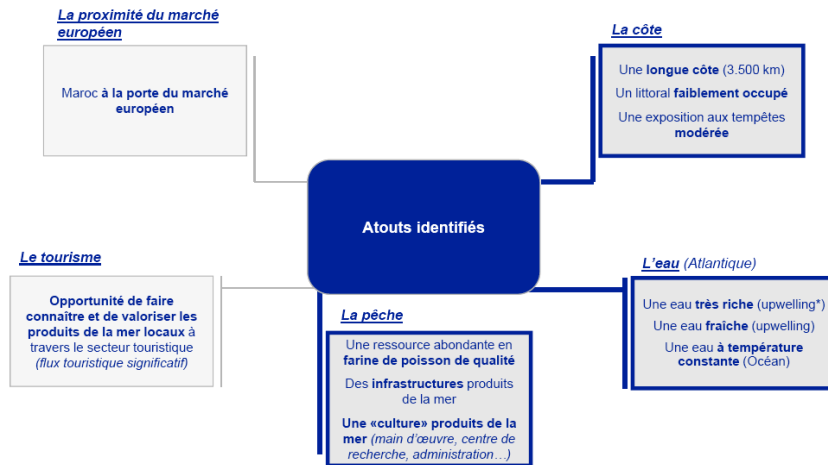 La proximité du marché
européen
Maroc à la porte du marché
européen
La côte
Une longue côte (3.500 km)
Un littoral faiblement occupé
Une exposition aux tempêtes
modérée
Atouts identifiés
Le tourisme
Opportunité de faire
connaître et de valoriser les
produits de la mer locaux à
travers le secteur touristique
(flux touristique significatif)
La pêche
Une ressource abondante en
farine de poisson de qualité
Des infrastructures produits
de la mer
Une «culture» produits de la
mer (main d'œuvre, centre de
recherche, administration…)
L'eau (Atlantique)
Une eau très riche (upwelling*)
Une eau fraîche (upwelling)
Une eau à température
constante (Océan)